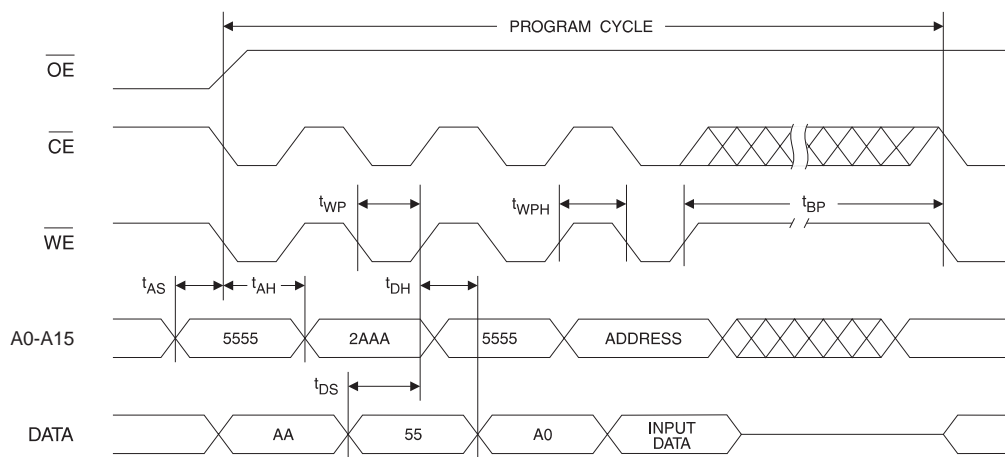 PROGRAM CYCLE
OE
CE
tWP
tWPH
tBP
WE
tAS
tAH
tDH
A0-A15
5555
2AAA
5555
ADDRESS
tDS
DATA
AA
55
A0
INPUT
DATA